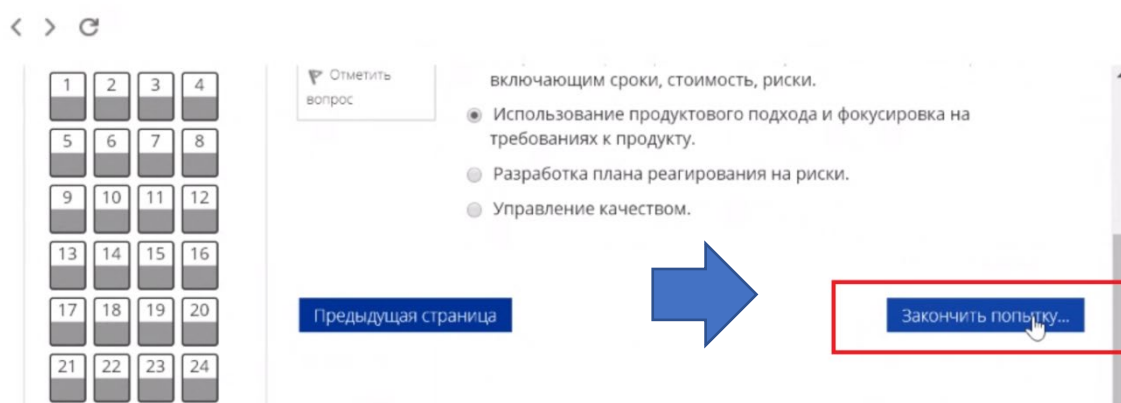 1 2 3 4
5 6 7 8
9 10 11 12
13 14 15 16
17 18 19 20
21 22 23 24
Отметить
вопрос
включающим сроки, стоимость, риски.
Использование продуктового подхода и фокусировка на
требованиях к продукту.
Разработка плана реагирования на риски.
Управление качеством.
Предыдущая страница
Закончить попытку...